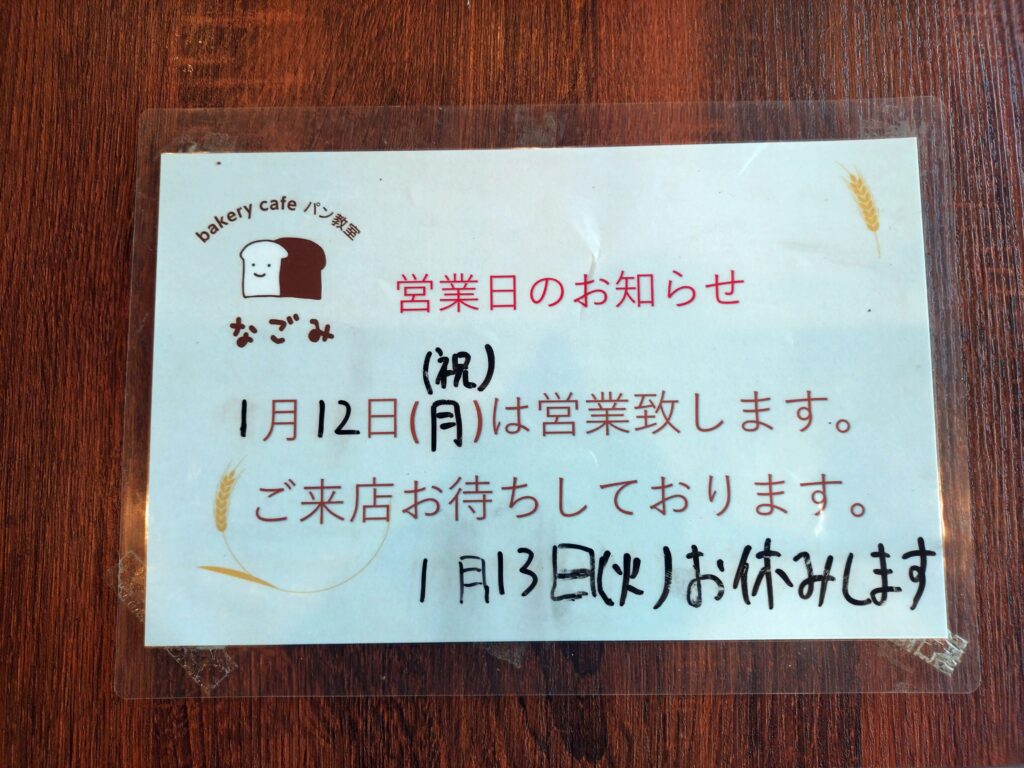 bakery cafe パン教室
なごみ
営業日のお知らせ
(祝)
1月12日(月)は営業致します。
ご来店お待ちしております。
1月13日(火)お休みします